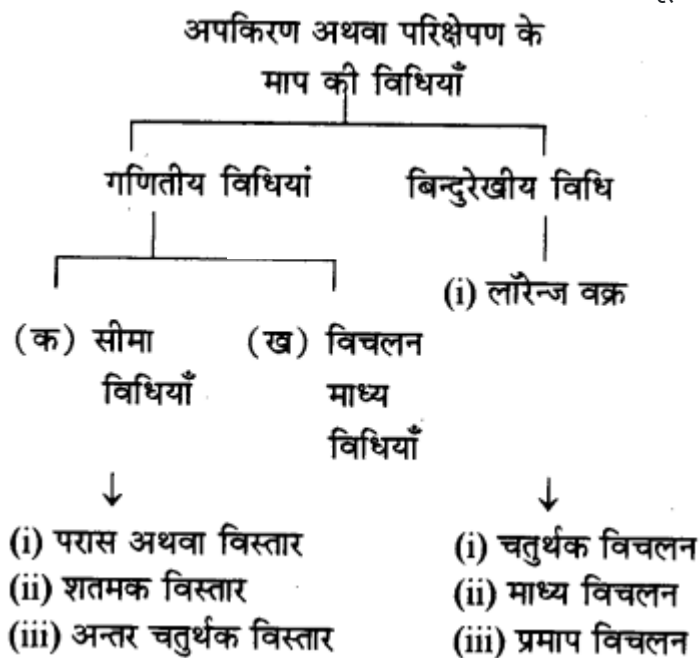 अपकिरण अथवा परिक्षेपण के
माप की विधियाँ
गणितीय विधियां
बिन्दुरेखीय विधि
(i) लॉरेन्ज वक्र
(क) सीमा
विधियाँ
(ख) विचलन
माध्य
विधियाँ
(i) परास अथवा विस्तार
(ii) शतमक विस्तार
(iii) अन्तर चतुर्थक विस्तार
(i) चतुर्थक विचलन
(ii) माध्य विचलन
(iii) प्रमाप विचलन